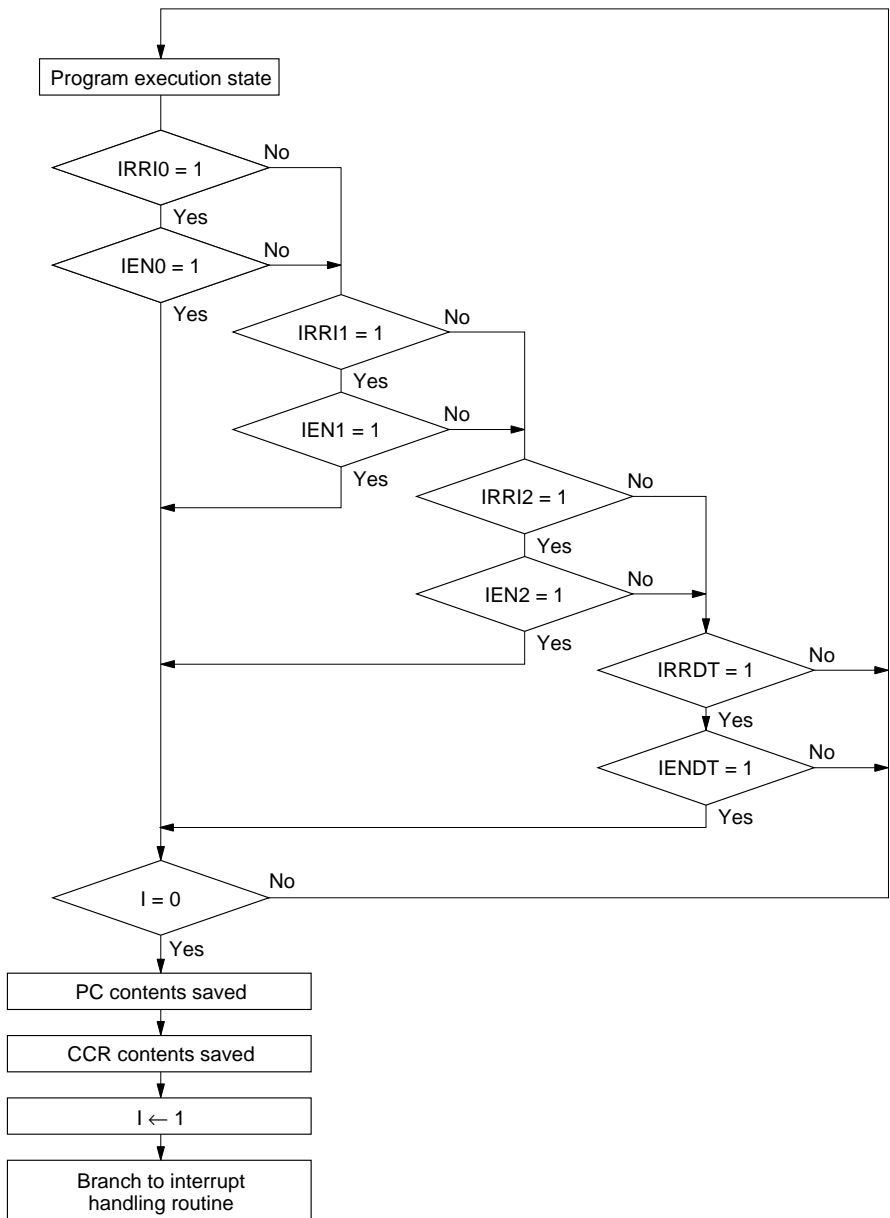 Program execution state
IRRI0 = 1
No
Yes
IEN0 = 1
No
Yes
IRRI1 = 1
No
Yes
IEN1 = 1
No
Yes
IRRI2 = 1
No
Yes
IEN2 = 1
No
Yes
IRRDT = 1
No
Yes
IENDT = 1
No
Yes
I = 0
No
Yes
PC contents saved
CCR contents saved
I ← 1
Branch to interrupt
handling routine